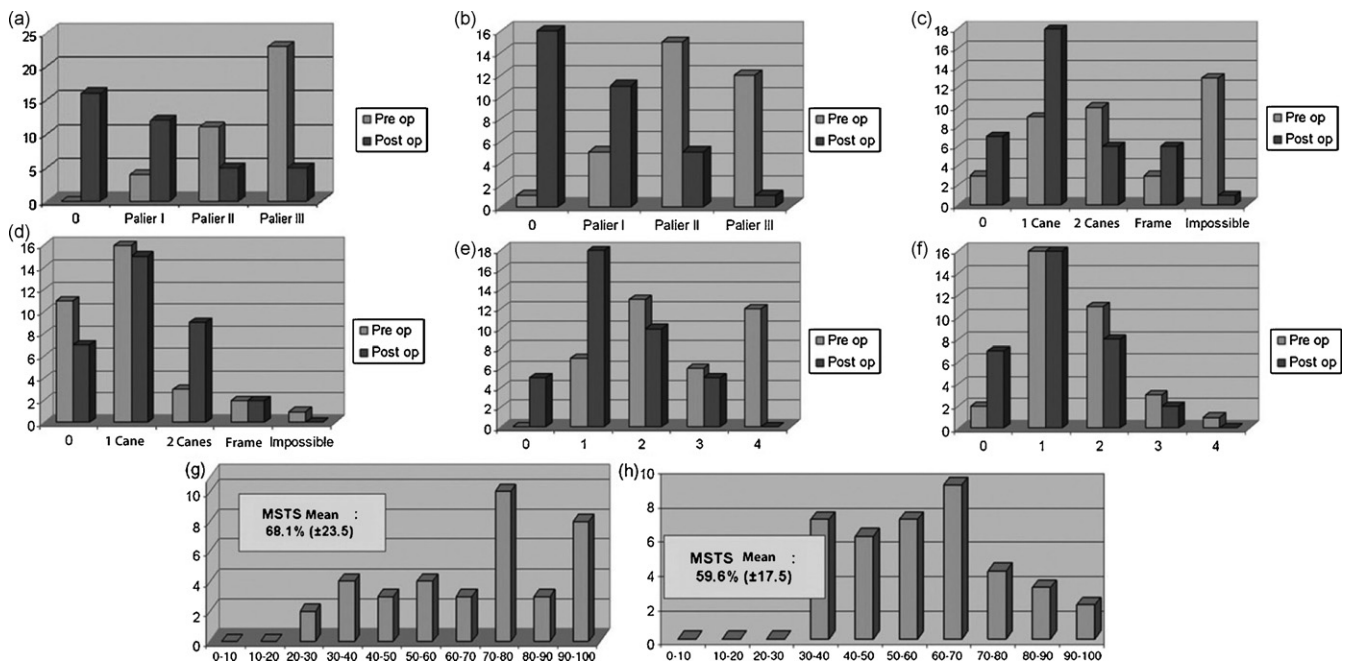 (a)
25
20
15
10
5
0
0 Palier I Palier II Palier III
Pre op
Post op
(b)
16
14
12
10
8
6
4
2
0
0 Palier I Palier II Palier III
Pre op
Post op
(c)
18
16
14
12
10
8
6
4
2
0
0 1 Cane 2 Canes Frame Impossible
Pre op
Post op
(d)
16
14
12
10
8
6
4
2
0
0 1 Cane 2 Canes Frame Impossible
Pre op
Post op
(e)
18
16
14
12
10
8
6
4
2
0
0 1 2 3 4
Pre op
Post op
(f)
16
14
12
10
8
6
4
2
0
0 1 2 3 4
Pre op
Post op
(g)
10
8
6
4
2
0
MSTS Mean :
68.1% (±23.5)
0-10 10-20 20-30 30-40 40-50 50-60 60-70 70-80 80-90 90-100
(h)
10
8
6
4
2
0
MSTS Mean :
59.6% (±17.5)
0-10 10-20 20-30 30-40 40-50 50-60 60-70 70-80 80-90 90-100